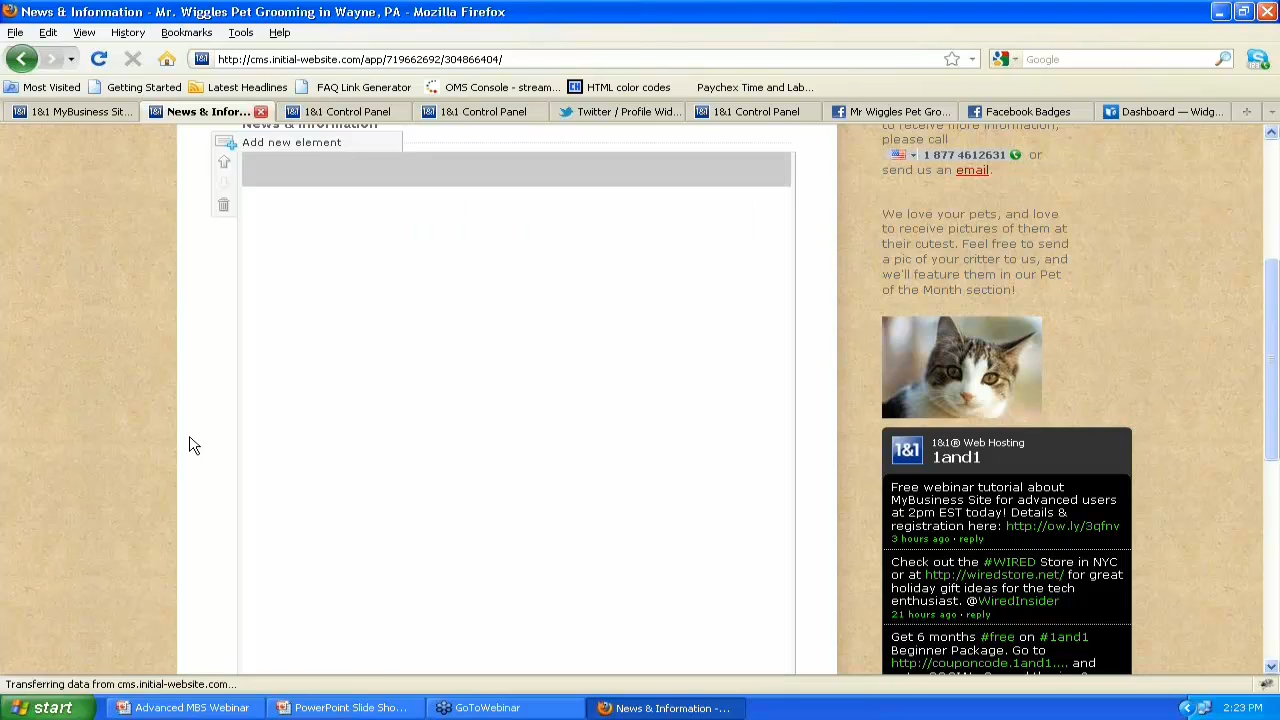 News & Information - Mr. Wiggles Pet Grooming in Wayne, PA - Mozilla Firefox
File Edit View History Bookmarks Tools Help
http://cms.initial-website.com/app/719662692/304866404/
Google
Most Visited Getting Started Latest Headlines FAQ Link Generator OMS Console - stream... CH HTML color codes Paychex Time and Lab...
1&1 MyBusiness Sit... News & Infor... 1&1 Control Panel 1&1 Control Panel Twitter / Profile Wid... 1&1 Control Panel Mr Wiggles Pet Gro... Facebook Badges Dashboard — Widg...
News & Information
Add new element
to receive more information,
please call
1 877 4612631 or
send us an email.
We love your pets, and love
to receive pictures of them at
their cutest. Feel free to send
a pic of your critter to us, and
we'll feature them in our Pet
of the Month section!
1&1
1&1® Web Hosting
1and1
Free webinar tutorial about
MyBusiness Site for advanced users
at 2pm EST today! Details &
registration here: http://ow.ly/3qfnv
3 hours ago · reply
Check out the #WIRED Store in NYC
or at http://wiredstore.net/ for great
holiday gift ideas for the tech
enthusiast. @WiredInsider
21 hours ago · reply
Get 6 months #free on #1and1
Beginner Package. Go to
http://couponcode.1and1.... and
Transferring data from cms.initial-website.com...
start Advanced MBS Webinar PowerPoint Slide Sho... GoToWebinar News & Information -... 2:23 PM